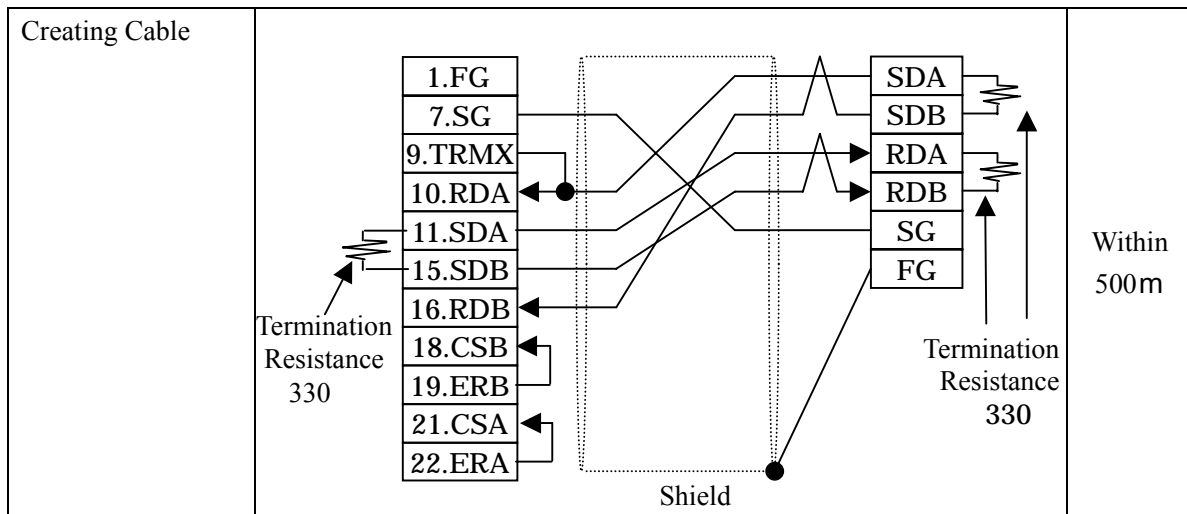 Creating Cable
1.FG
7.SG
9.TRMX
10.RDA
11.SDA
15.SDB
16.RDB
18.CSB
19.ERB
21.CSA
22.ERA
Termination
Resistance
330
Shield
SDA
SDB
RDA
RDB
SG
FG
Termination
Resistance
330
Within
500m